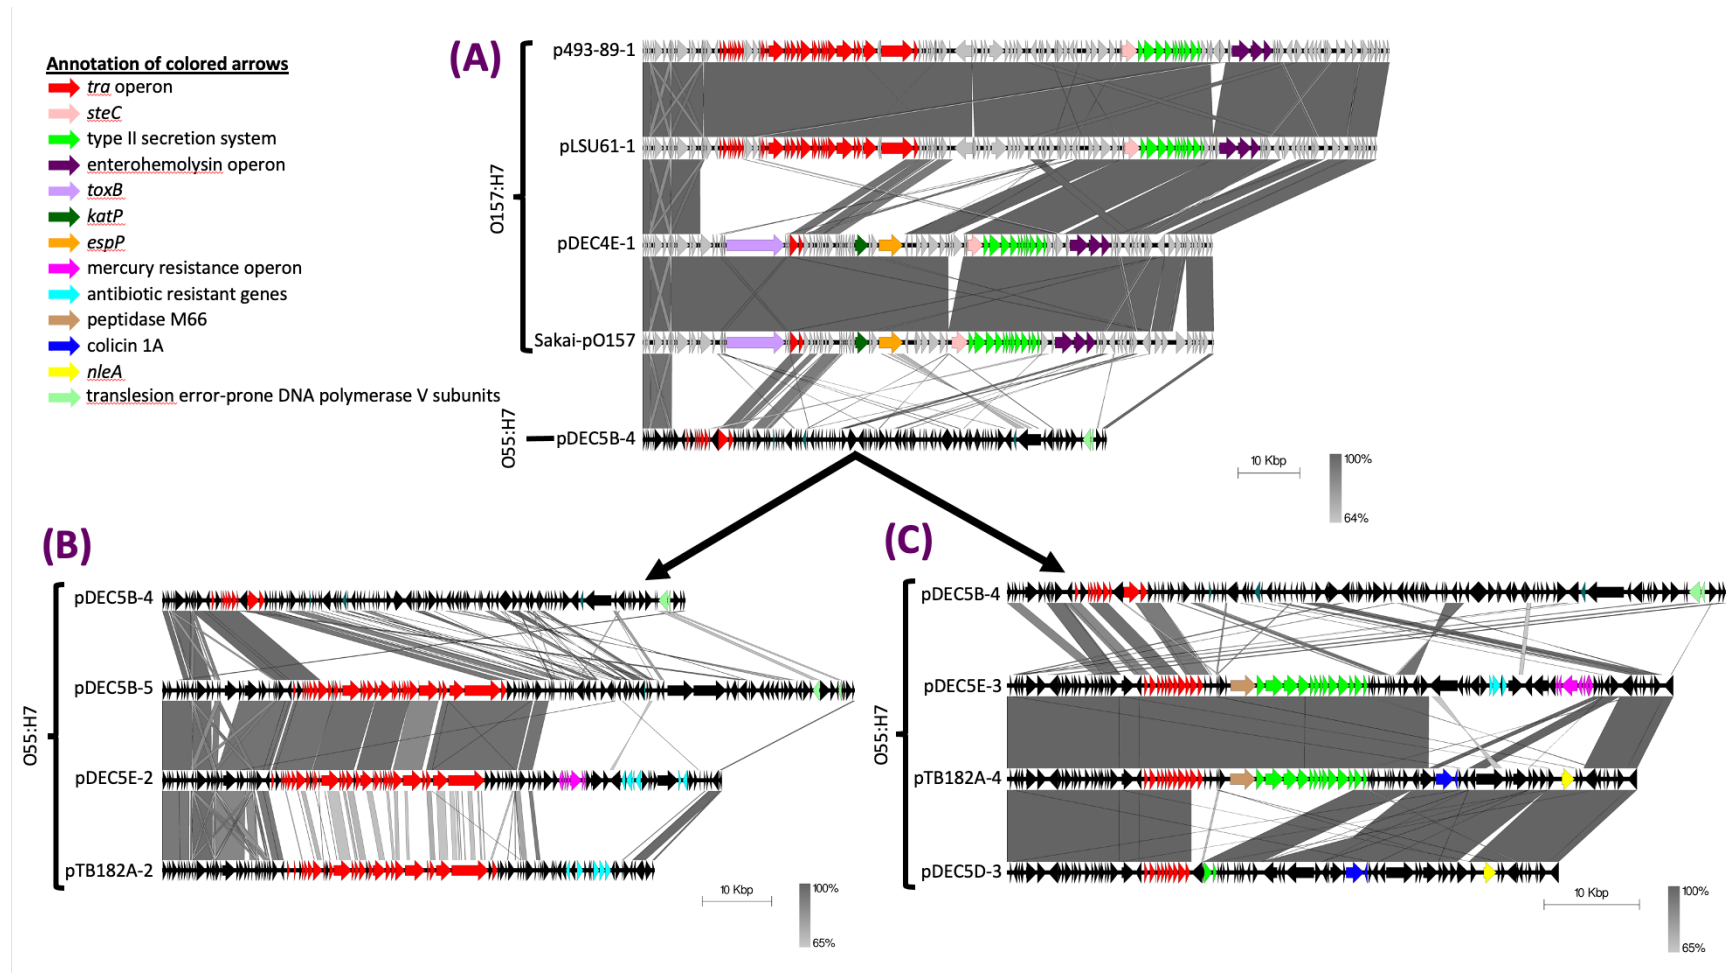 Annotation of colored arrows
tra operon
steC
type II secretion system
enterohemolysin operon
toxB
katP
espP
mercury resistance operon
antibiotic resistant genes
peptidase M66
colicin 1A
nleA
translesion error-prone DNA polymerase V subunits
(A)
O157:H7
p493-89-1
pLSU61-1
pDEC4E-1
Sakai-pO157
O55:H7
pDEC5B-4
10 Kbp
100%
64%
(B)
O55:H7
pDEC5B-4
pDEC5B-5
pDEC5E-2
pTB182A-2
10 Kbp
100%
65%
(C)
O55:H7
pDEC5B-4
pDEC5E-3
pTB182A-4
pDEC5D-3
10 Kbp
100%
65%